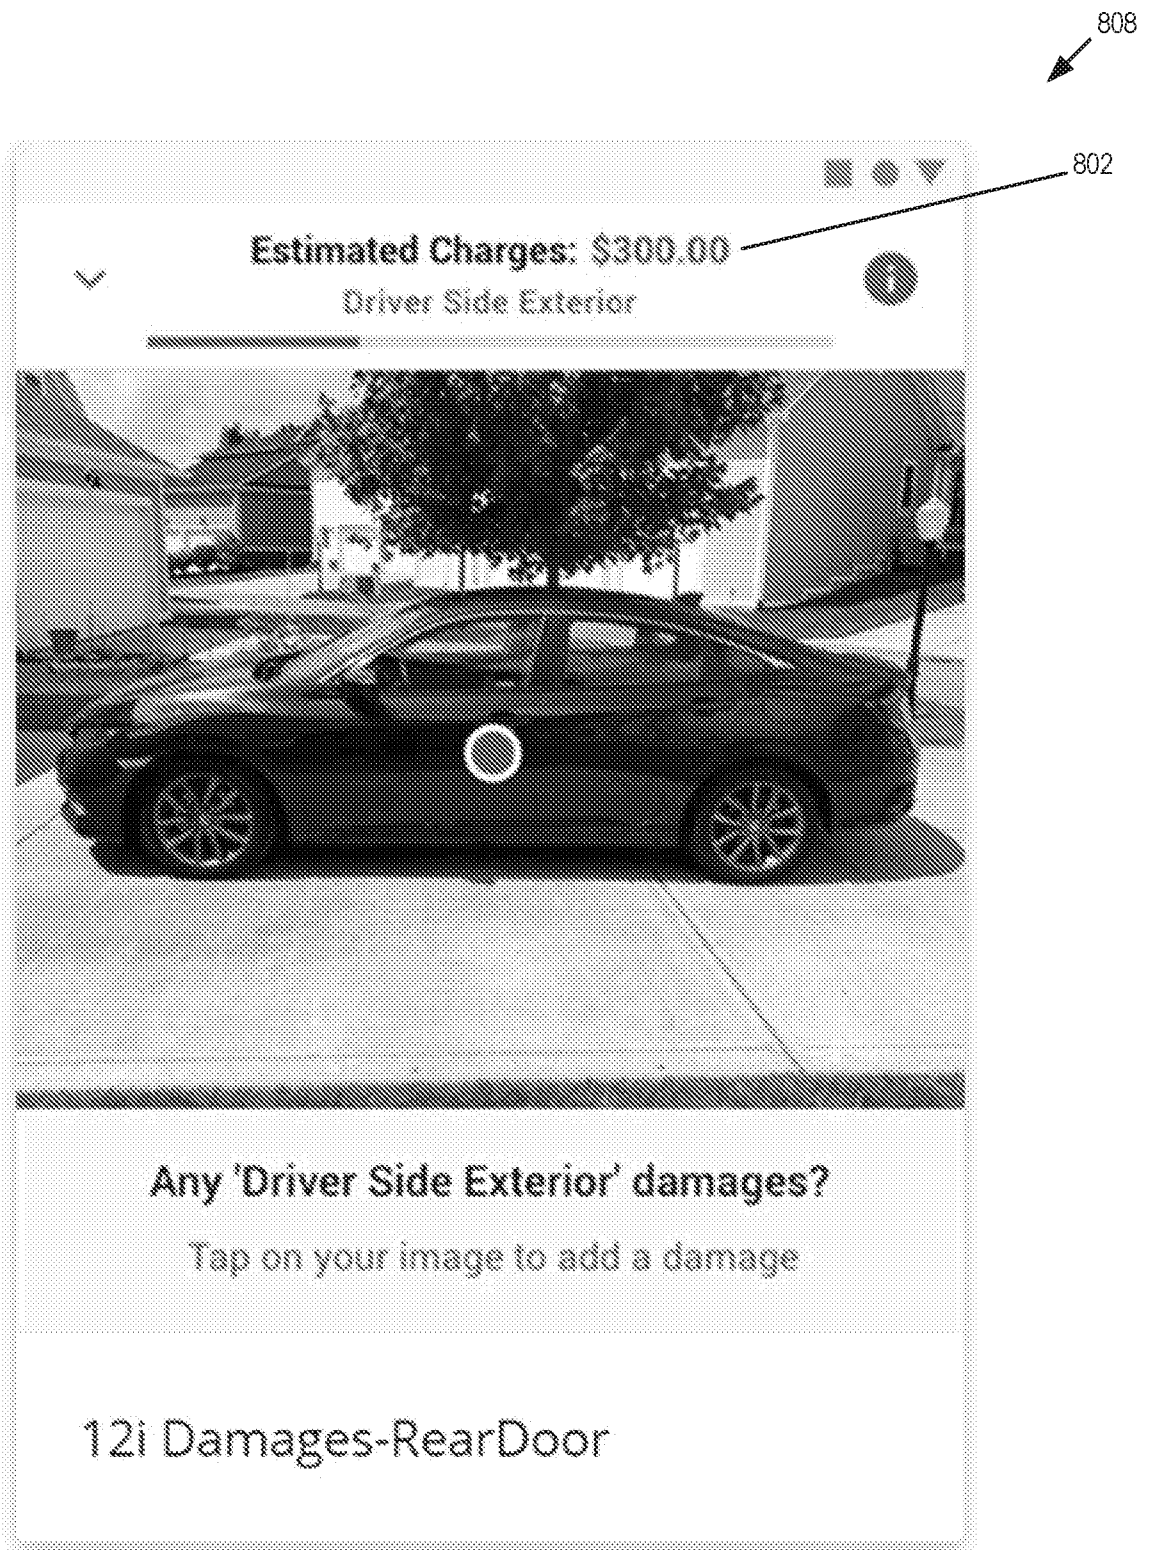 808
802
Estimated Charges: $300.00
i
Driver Side Exterior
Any 'Driver Side Exterior' damages?
Tap on your image to add a damage
12i Damages-RearDoor